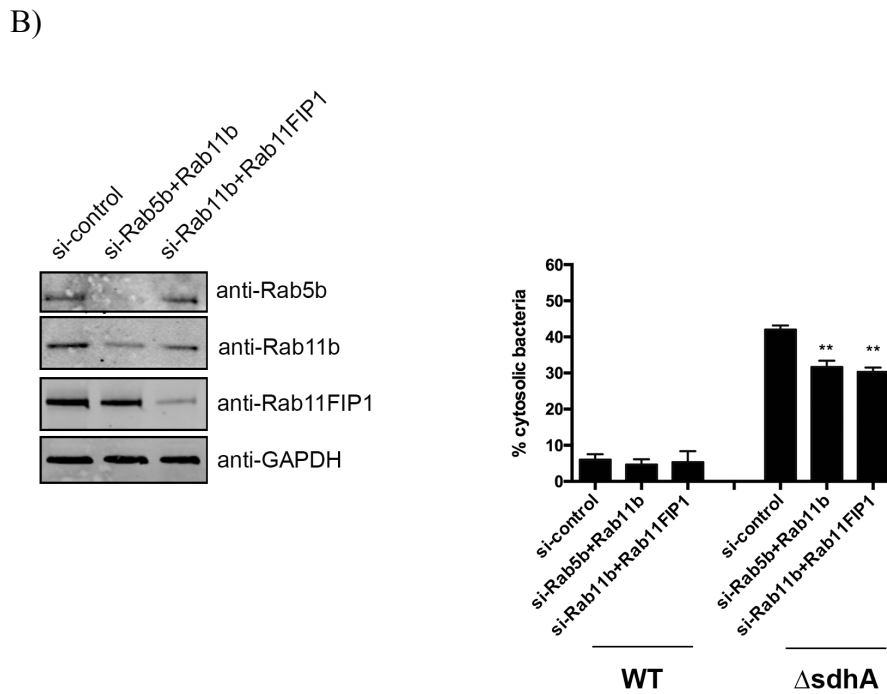 B)
si-control
si-Rab5b+Rab11b
si-Rab11b+Rab11FIP1
anti-Rab5b
anti-Rab11b
anti-Rab11FIP1
anti-GAPDH
% cytosolic bacteria
60
50
40
30
20
10
0
**
**
si-control
si-Rab5b+Rab11b
si-Rab11b+Rab11FIP1
si-control
si-Rab5b+Rab11b
si-Rab11b+Rab11FIP1
WT
ΔsdhA